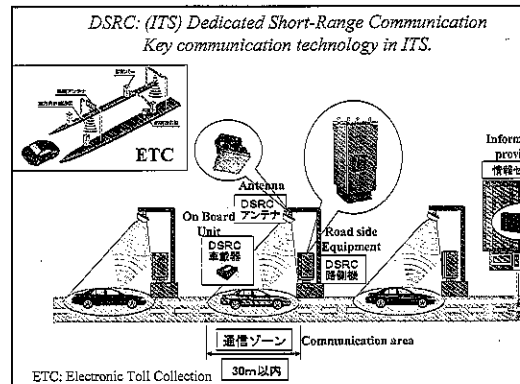 DSRC: (ITS) Dedicated Short-Range Communication
Key communication technology in ITS.
ETC
Antenna
DSRC
アンテナ
On Board
Unit
DSRC
車載器
Road side
Equipment
DSRC
路側機
Inform
provi
情報セ
通信ゾーン
Communication area
30m以内
ETC: Electronic Toll Collection